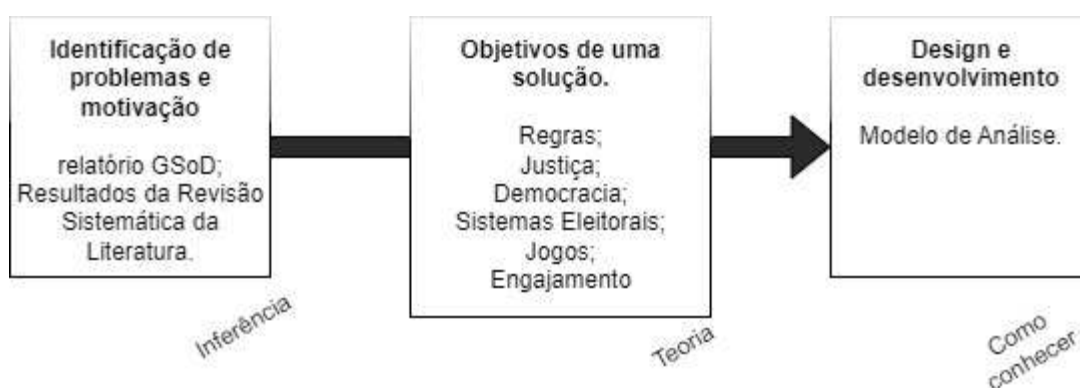 Identificação de
problemas e
motivação
relatório GSoD;
Resultados da Revisão
Sistemática da
Literatura.
Inferência
Objetivos de uma
solução.
Regras;
Justiça;
Democracia;
Sistemas Eleitorais;
Jogos;
Engajamento
Teoria
Design e
desenvolvimento
Modelo de Análise.
Como
conhecer